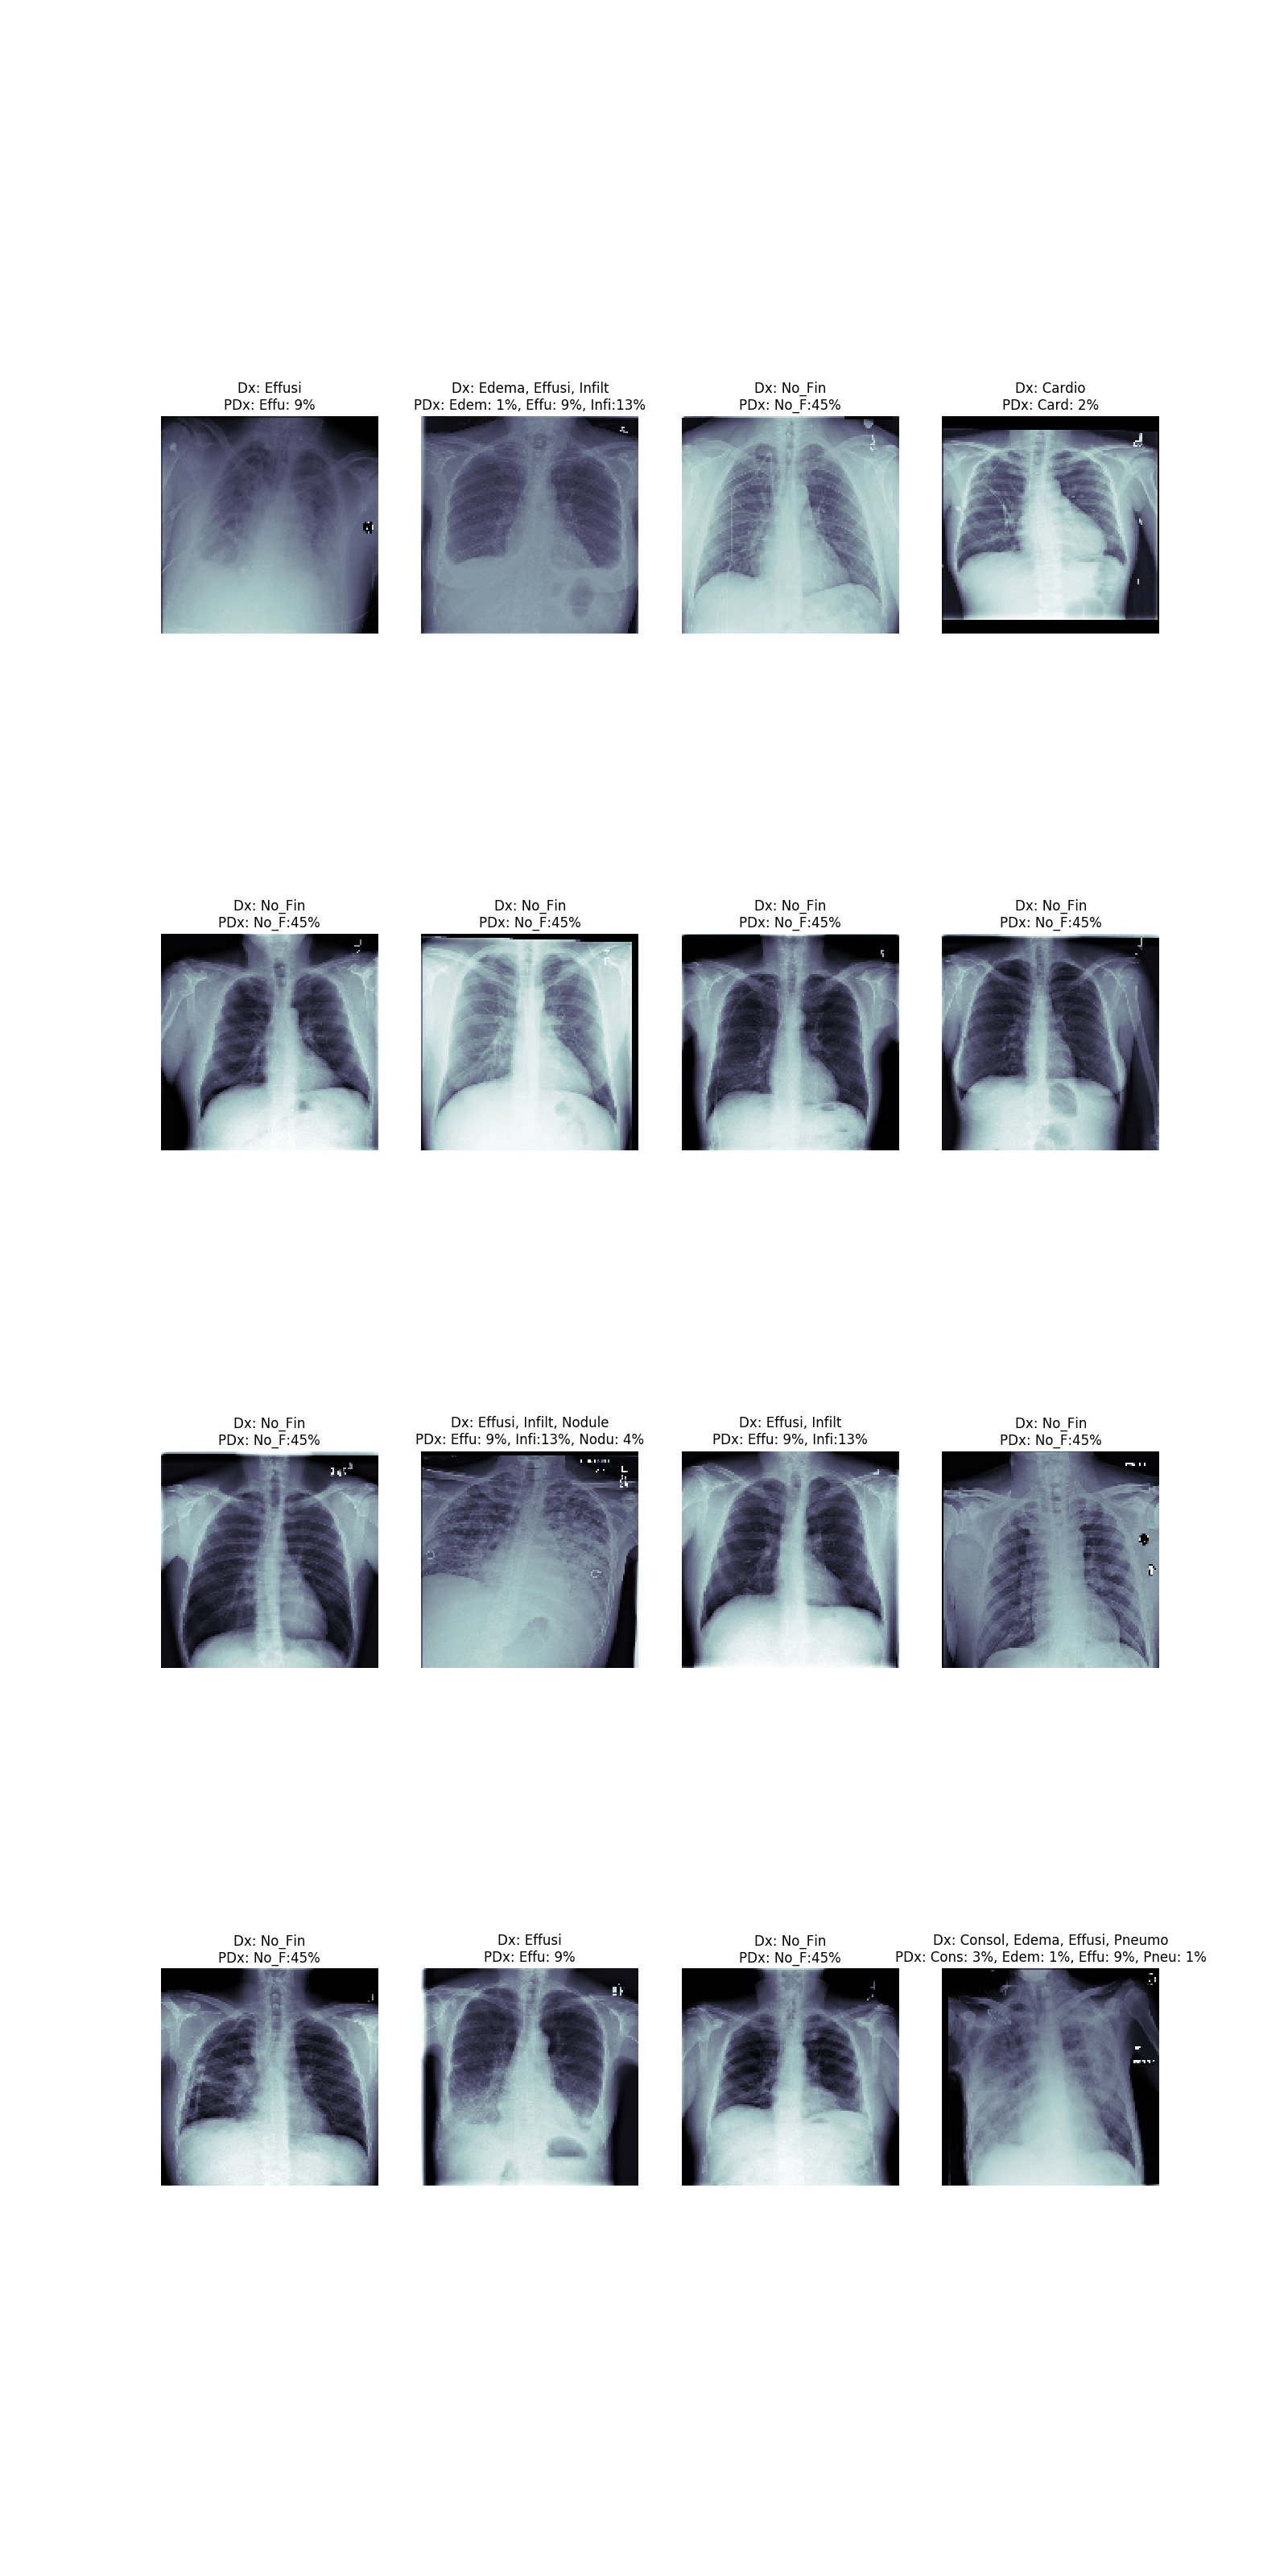 Dx: Effusi
PDx: Effu: 9%
Dx: Edema, Effusi, Infilt
PDx: Edem: 1%, Effu: 9%, Infi:13%
Dx: No_Fin
PDx: No_F:45%
Dx: Cardio
PDx: Card: 2%
Dx: No_Fin
PDx: No_F:45%
Dx: No_Fin
PDx: No_F:45%
Dx: No_Fin
PDx: No_F:45%
Dx: No_Fin
PDx: No_F:45%
Dx: No_Fin
PDx: No_F:45%
Dx: Effusi, Infilt, Nodule
PDx: Effu: 9%, Infi:13%, Nodu: 4%
Dx: Effusi, Infilt
PDx: Effu: 9%, Infi:13%
Dx: No_Fin
PDx: No_F:45%
Dx: No_Fin
PDx: No_F:45%
Dx: Effusi
PDx: Effu: 9%
Dx: No_Fin
PDx: No_F:45%
Dx: Consol, Edema, Effusi, Pneumo
PDx: Cons: 3%, Edem: 1%, Effu: 9%, Pneu: 1%